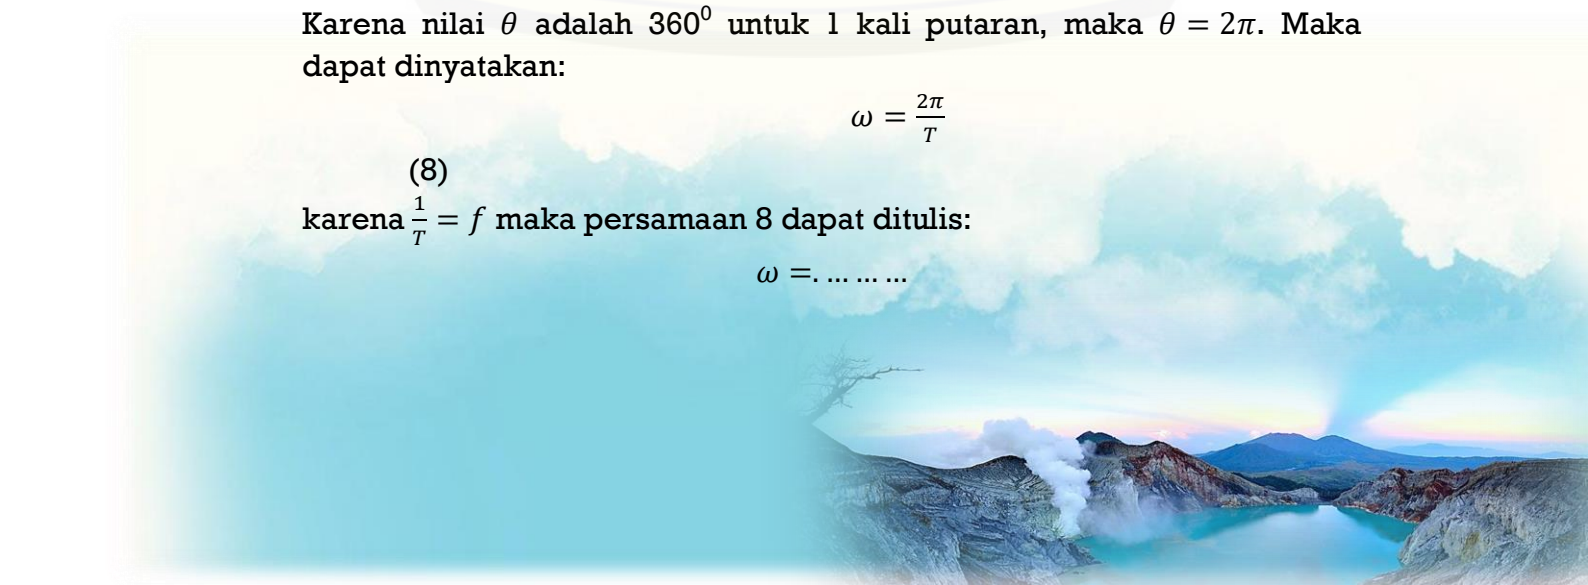 Karena nilai θ adalah 360⁰ untuk 1 kali putaran, maka θ = 2π. Maka
dapat dinyatakan:
ω = 2π/T
(8)
karena 1/T = f maka persamaan 8 dapat ditulis:
ω =. ... ... ...